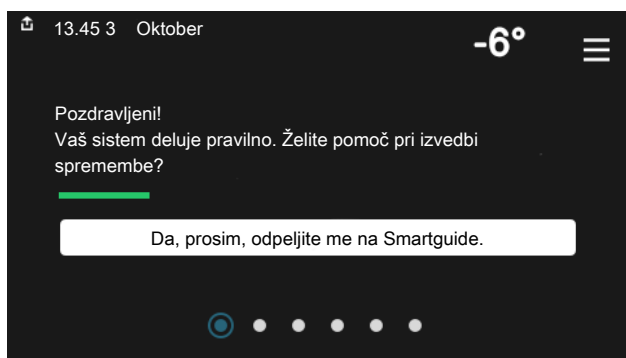 13.45 3 Oktober
-6°
Pozdravljeni!
Vaš sistem deluje pravilno. Želite pomoč pri izvedbi
spremembe?
Da, prosim, odpeljite me na Smartguide.